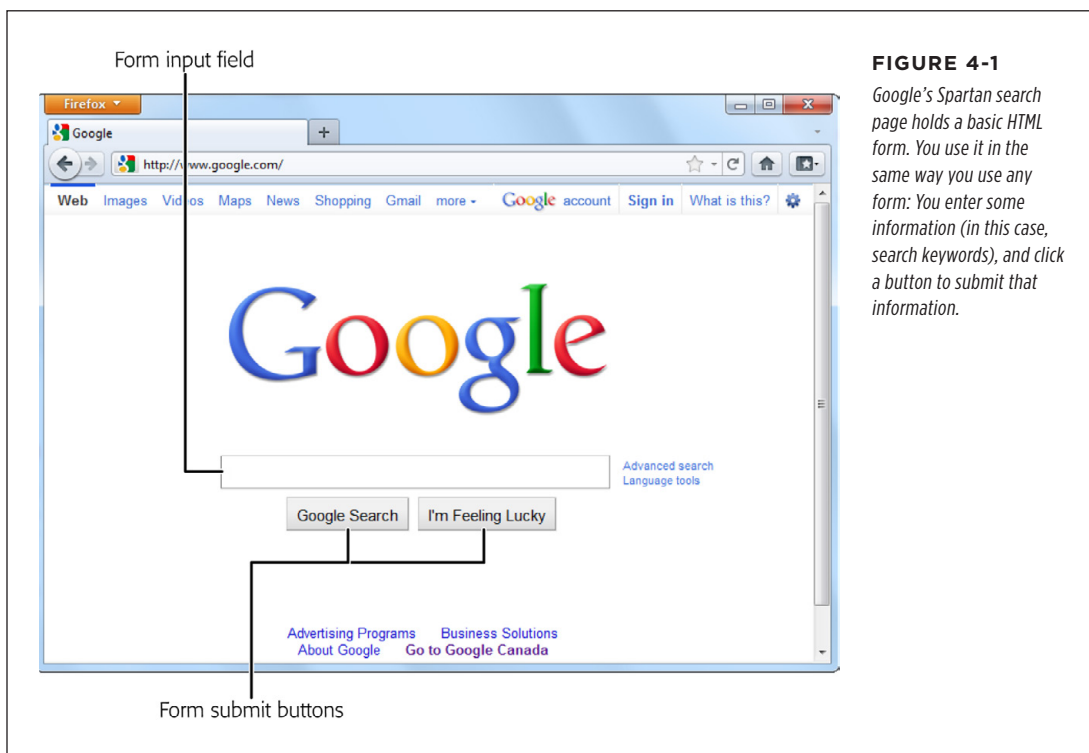 Form input field
Firefox
Google
http://www.google.com/
Web Images Videos Maps News Shopping Gmail more Google account Sign in What is this?
Google
Advanced search
Language tools
Google Search I'm Feeling Lucky
Advertising Programs Business Solutions
About Google Go to Google Canada
Form submit buttons
FIGURE 4-1
Google's Spartan search
page holds a basic HTML
form. You use it in the
same way you use any
form: You enter some
information (in this case,
search keywords), and click
a button to submit that
information.